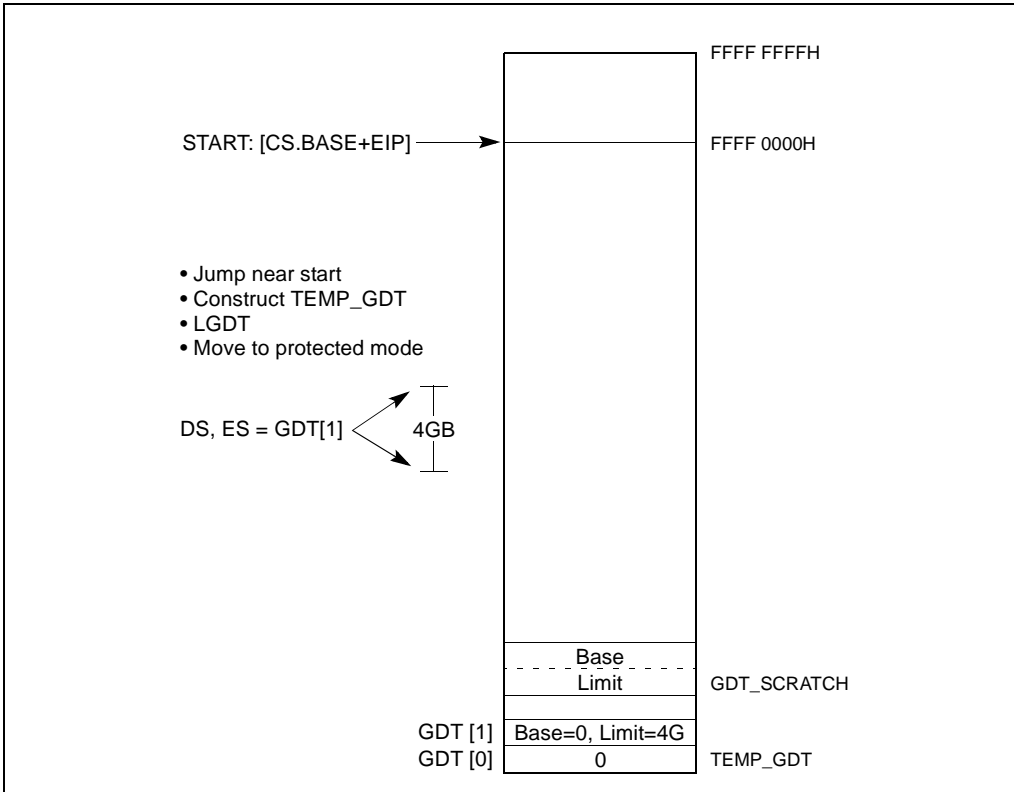 FFFF FFFFH
START: [CS.BASE+EIP]
FFFF 0000H
• Jump near start
• Construct TEMP_GDT
• LGDT
• Move to protected mode
DS, ES = GDT[1]
4GB
Base
Limit
GDT_SCRATCH
GDT [1]
Base=0, Limit=4G
GDT [0]
0
TEMP_GDT